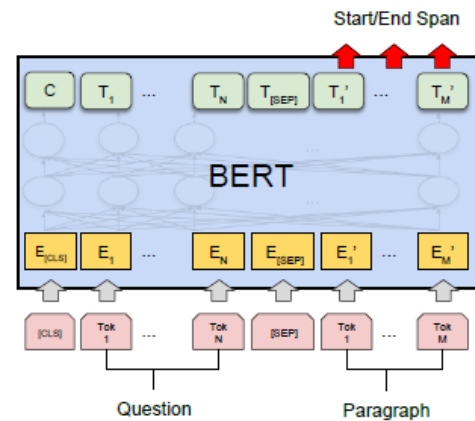 Start/End Span
C T1 ... TN T[SEP] T1' ... TM'
...
BERT
...
E[CLS] E1 ... EN E[SEP] E1' ... EM'
[CLS] Tok 1 ... Tok N [SEP] Tok 1 ... Tok M
Question Paragraph